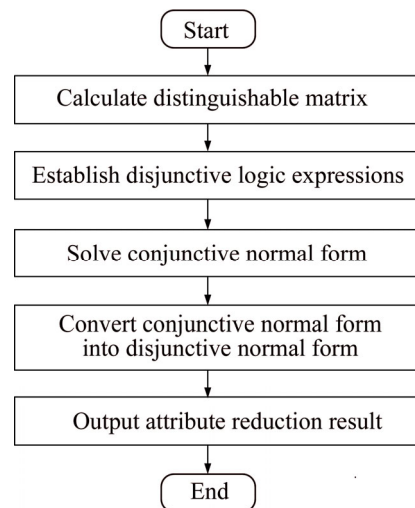 Start
Calculate distinguishable matrix
Establish disjunctive logic expressions
Solve conjunctive normal form
Convert conjunctive normal form
into disjunctive normal form
Output attribute reduction result
End